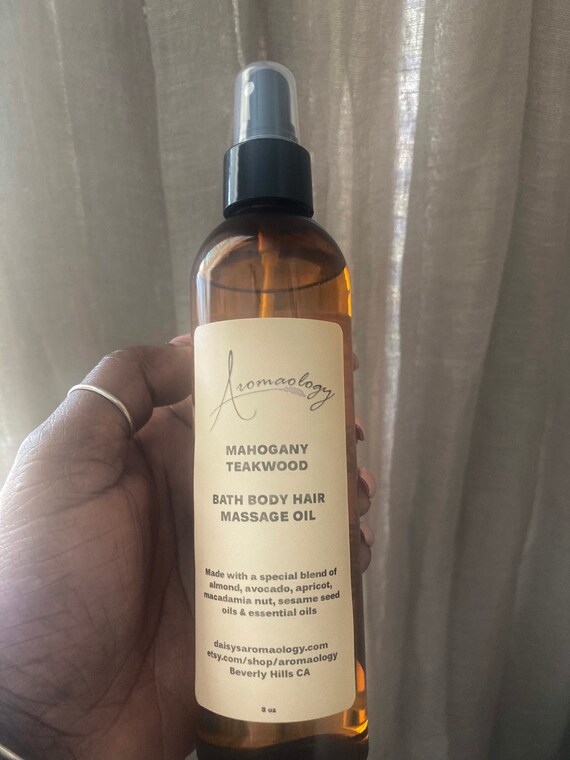 Aromaology
MAHOGANY
TEAKWOOD
BATH BODY HAIR
MASSAGE OIL
Made with a special blend of
almond, avocado, apricot,
macadamia nut, sesame seed
oils & essential oils
daisysaromaology.com
etsy.com/shop/aromaology
Beverly Hills CA
8 oz